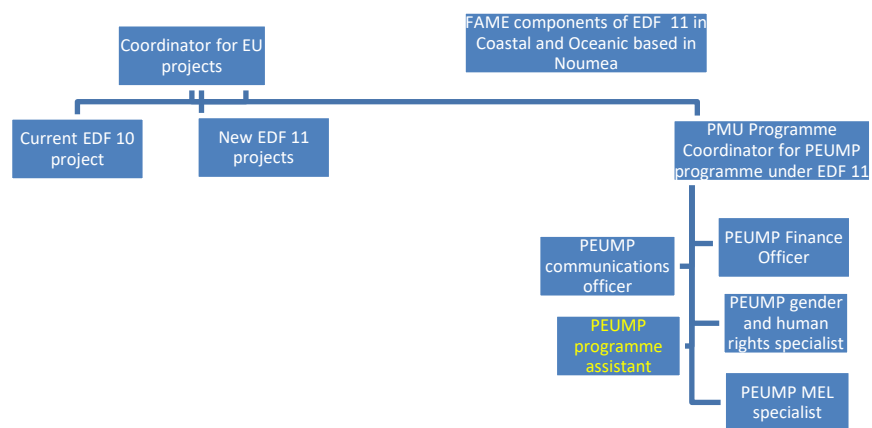 Coordinator for EU
projects
FAME components of EDF 11 in
Coastal and Oceanic based in
Noumea
Current EDF 10
project
New EDF 11
projects
PMU Programme
Coordinator for PEUMP
programme under EDF 11
PEUMP
communications
officer
PEUMP Finance
Officer
PEUMP
programme
assistant
PEUMP gender
and human
rights specialist
PEUMP MEL
specialist